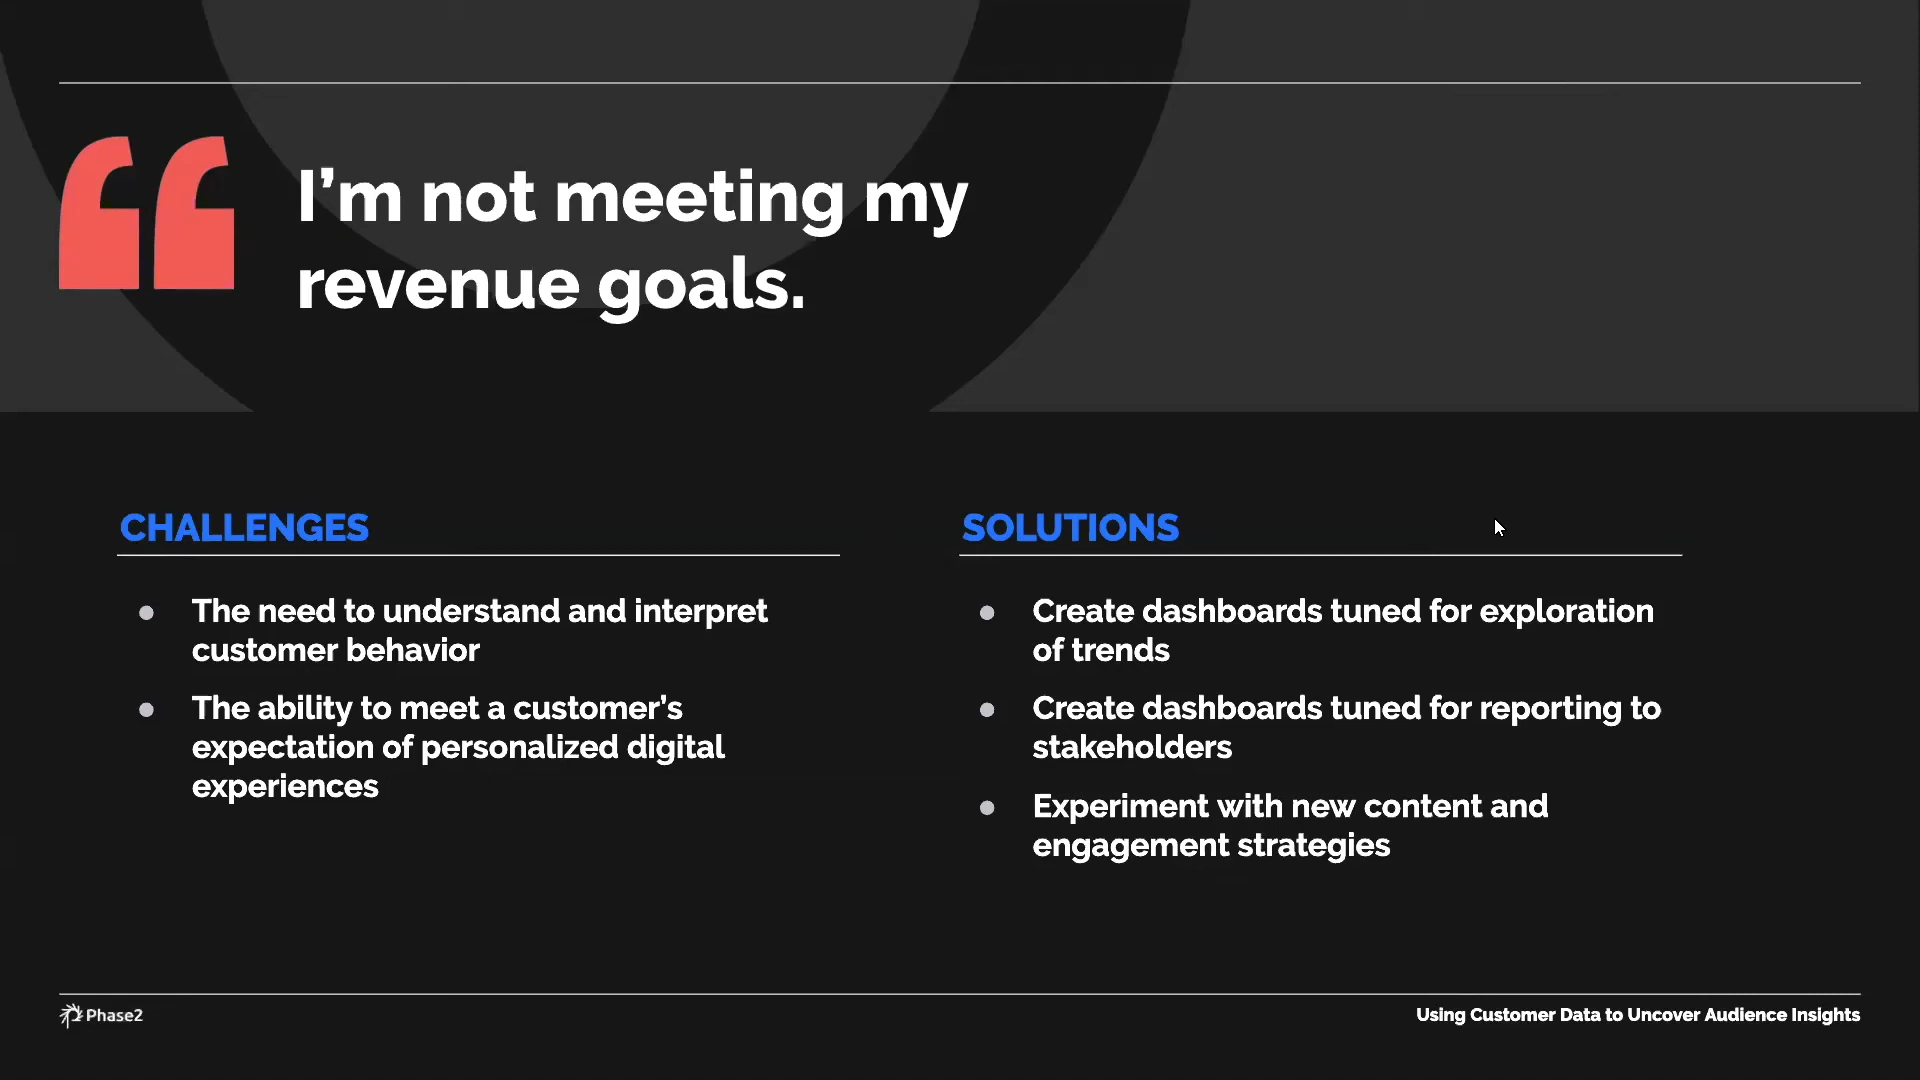 I’m not meeting my
revenue goals.
CHALLENGES
The need to understand and interpret
customer behavior
The ability to meet a customer’s
expectation of personalized digital
experiences
SOLUTIONS
Create dashboards tuned for exploration
of trends
Create dashboards tuned for reporting to
stakeholders
Experiment with new content and
engagement strategies
Phase2
Using Customer Data to Uncover Audience Insights